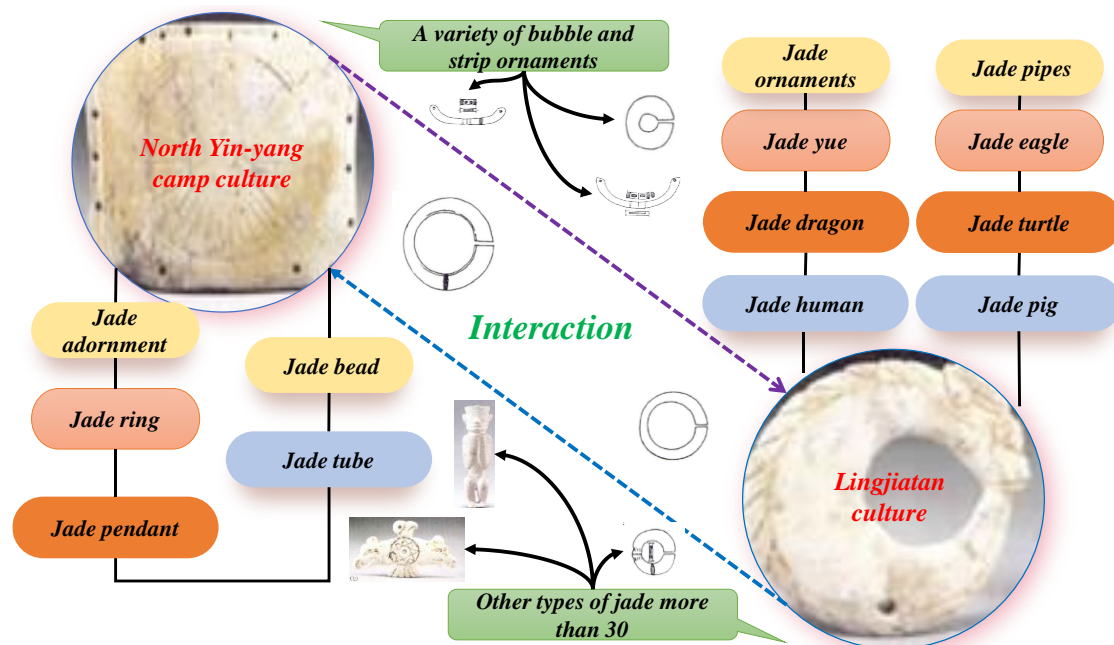 A variety of bubble and
strip ornaments
North Yin-yang
camp culture
Jade
adornment
Jade ring
Jade pendant
Jade bead
Jade tube
Interaction
Jade
ornaments
Jade yue
Jade dragon
Jade human
Jade pipes
Jade eagle
Jade turtle
Jade pig
Lingjiatan
culture
Other types of jade more
than 30